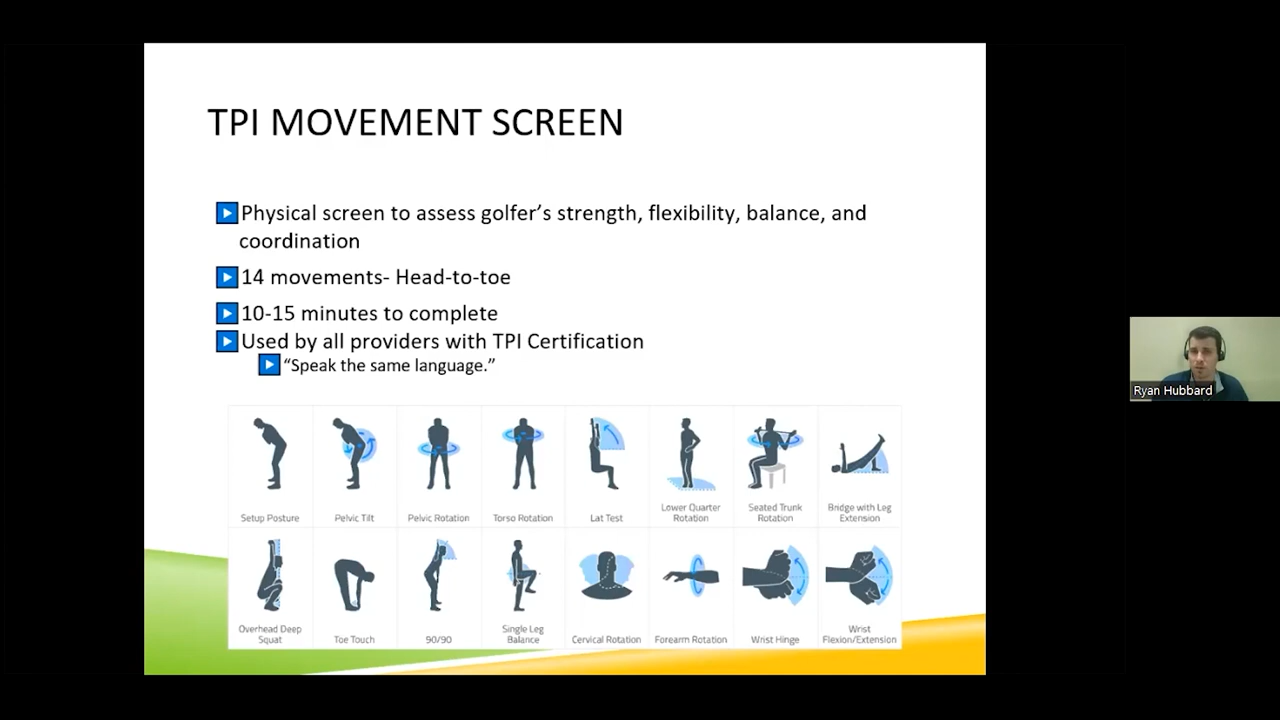 TPI MOVEMENT SCREEN
Physical screen to assess golfer's strength, flexibility, balance, and
coordination
14 movements- Head-to-toe
10-15 minutes to complete
Used by all providers with TPI Certification
“Speak the same language.”
Setup Posture
Pelvic Tilt
Pelvic Rotation
Torso Rotation
Lat Test
Lower Quarter
Rotation
Seated Trunk
Rotation
Bridge with Leg
Extension
Overhead Deep
Squat
Toe Touch
90/90
Single Leg
Balance
Cervical Rotation
Forearm Rotation
Wrist Hinge
Wrist
Flexion/Extension
Ryan Hubbard